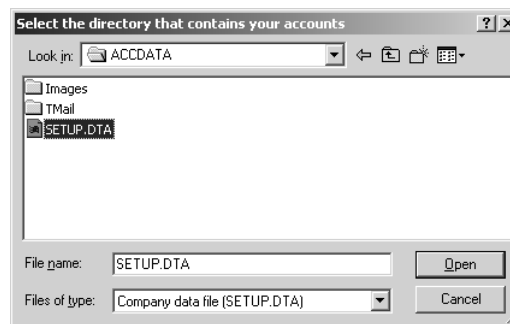 Select the directory that contains your accounts
Look in: ACCDATA
Images
TMail
SETUP.DTA
File name: SETUP.DTA Open
Files of type: Company data file (SETUP.DTA) Cancel